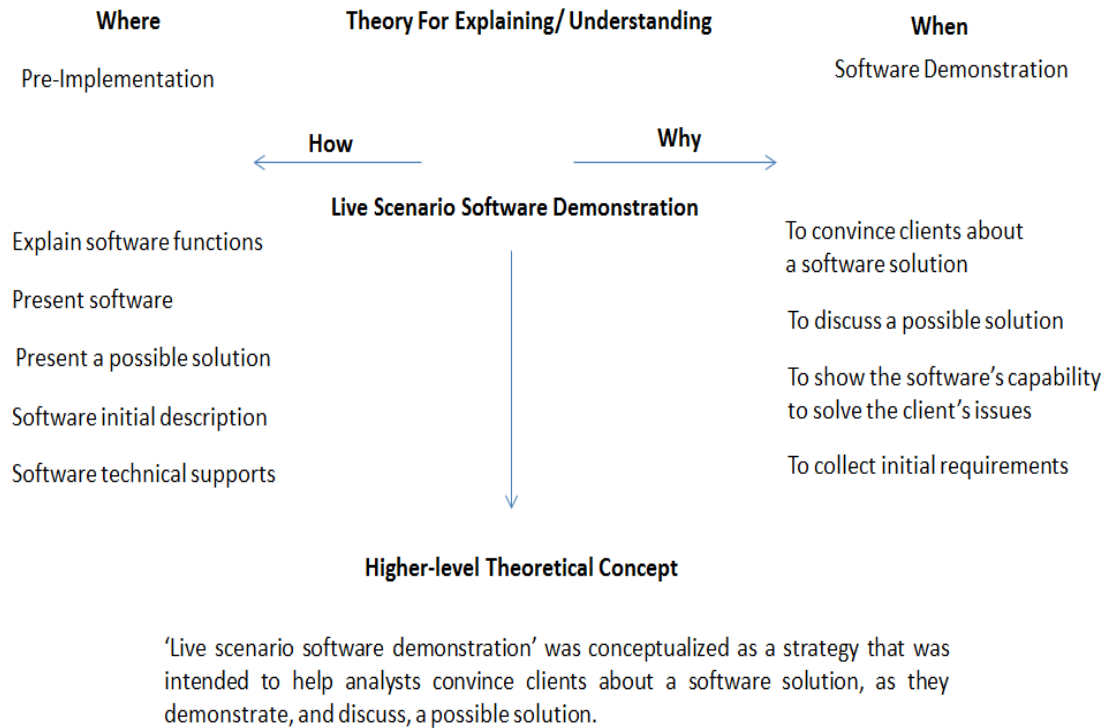 Where
Theory For Explaining/ Understanding
When
Pre-Implementation
Software Demonstration
How
Why
Live Scenario Software Demonstration
Explain software functions
Present software
Present a possible solution
Software initial description
Software technical supports
To convince clients about
a software solution
To discuss a possible solution
To show the software's capability
to solve the client's issues
To collect initial requirements
Higher-level Theoretical Concept
‘Live scenario software demonstration’ was conceptualized as a strategy that was
intended to help analysts convince clients about a software solution, as they
demonstrate, and discuss, a possible solution.